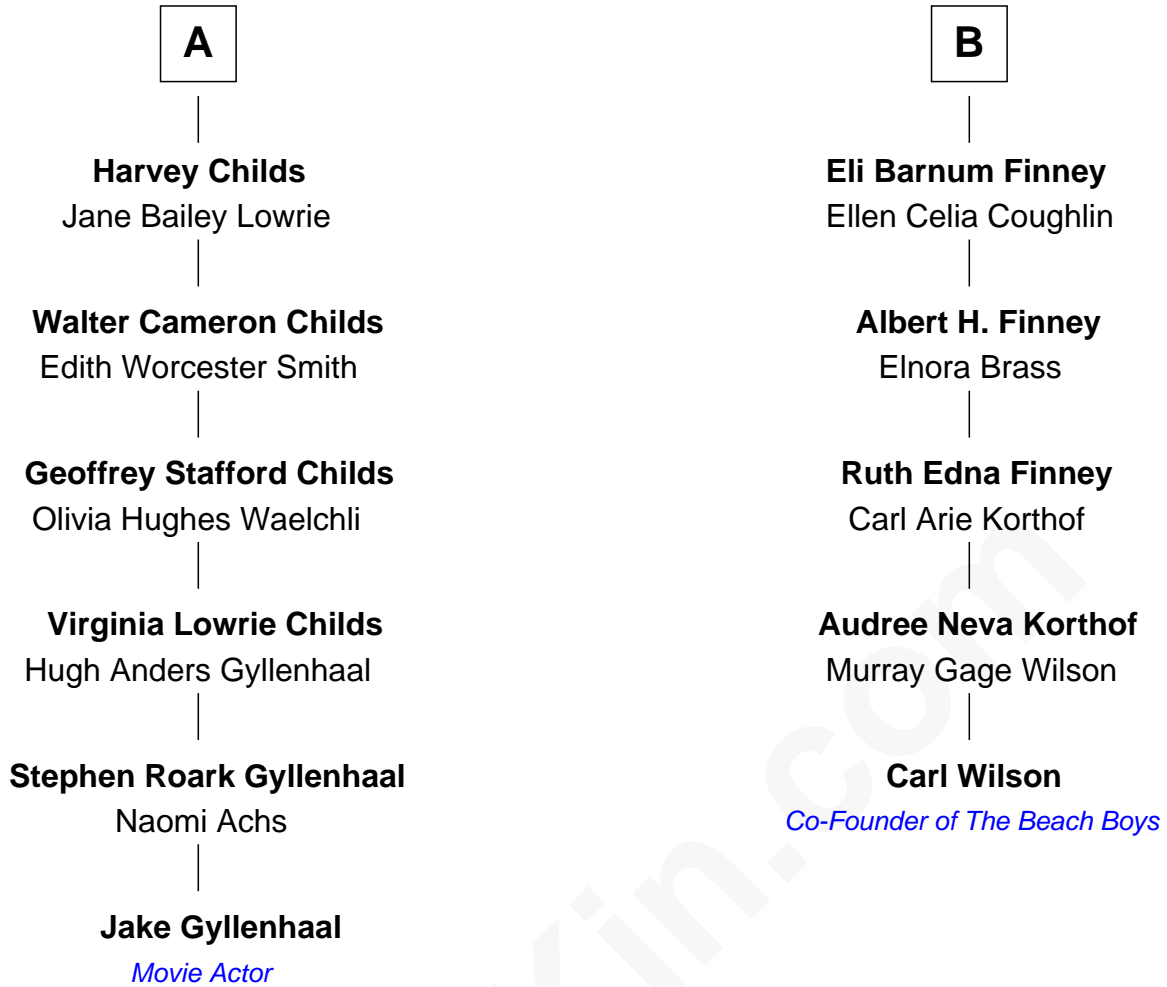 A
Harvey Childs
Jane Bailey Lowrie
Walter Cameron Childs
Edith Worcester Smith
Geoffrey Stafford Childs
Olivia Hughes Waelchli
Virginia Lowrie Childs
Hugh Anders Gyllenhaal
Stephen Roark Gyllenhaal
Naomi Achs
Jake Gyllenhaal
Movie Actor
B
Eli Barnum Finney
Ellen Celia Coughlin
Albert H. Finney
Elnora Brass
Ruth Edna Finney
Carl Arie Korthof
Audree Neva Korthof
Murray Gage Wilson
Carl Wilson
Co-Founder of The Beach Boys